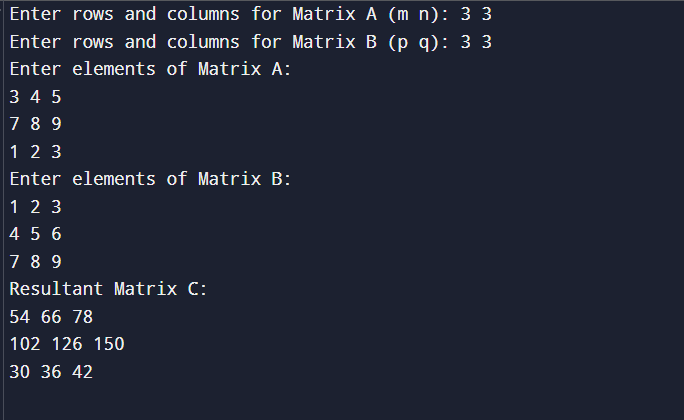 Enter rows and columns for Matrix A (m n): 3 3
Enter rows and columns for Matrix B (p q): 3 3
Enter elements of Matrix A:
3 4 5
7 8 9
1 2 3
Enter elements of Matrix B:
1 2 3
4 5 6
7 8 9
Resultant Matrix C:
54 66 78
102 126 150
30 36 42